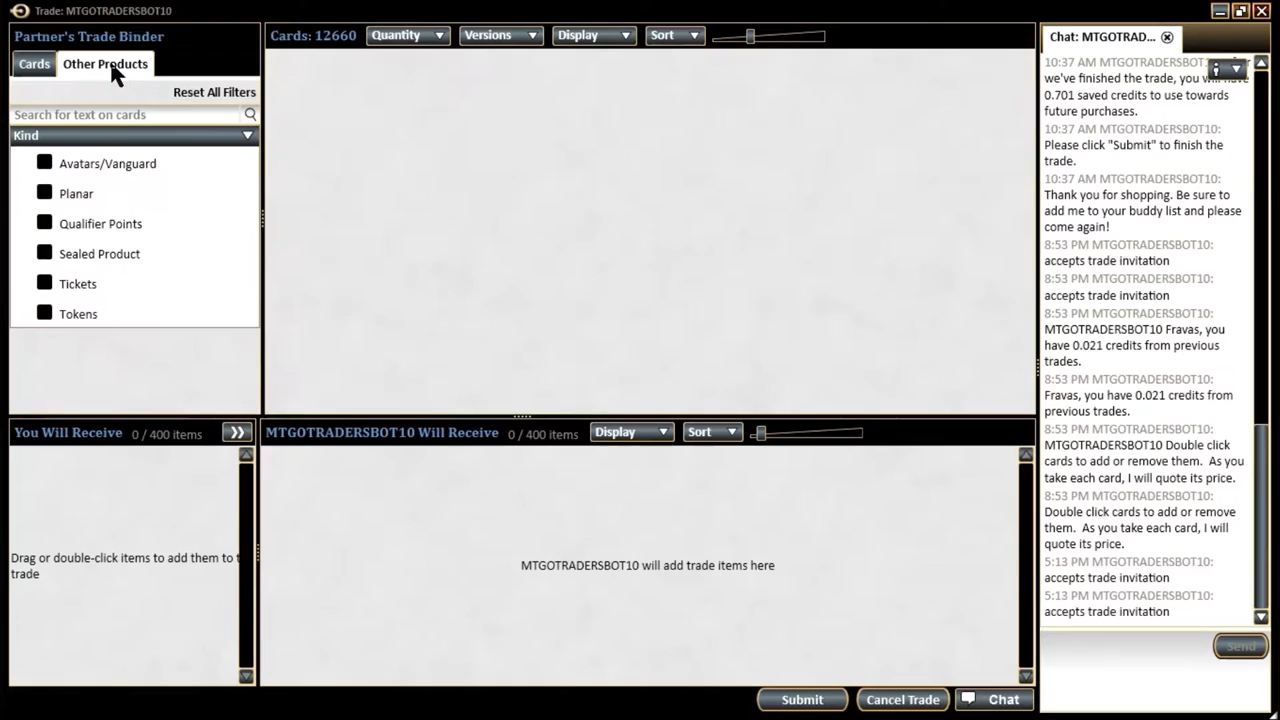 Trade: MTGOTRADERSBOT10
Partner's Trade Binder
Cards
Other Products
Reset All Filters
Search for text on cards
Kind
Avatars/Vanguard
Planar
Qualifier Points
Sealed Product
Tickets
Tokens
Cards: 12660
Quantity
Versions
Display
Sort
You Will Receive 0 / 400 items
Drag or double-click items to add them to t
trade
MTGOTRADERSBOT10 Will Receive 0 / 400 items
Display
Sort
MTGOTRADERSBOT10 will add trade items here
Submit
Cancel Trade
Chat
Chat: MTGOTRAD...
10:37 AM MTGOTRADERSBOT1
we've finished the trade, you will have
0.701 saved credits to use towards
future purchases.
10:37 AM MTGOTRADERSBOT10:
Please click "Submit" to finish the
trade.
10:37 AM MTGOTRADERSBOT10:
Thank you for shopping. Be sure to
add me to your buddy list and please
come again!
8:53 PM MTGOTRADERSBOT10:
accepts trade invitation
8:53 PM MTGOTRADERSBOT10:
accepts trade invitation
8:53 PM MTGOTRADERSBOT10:
MTGOTRADERSBOT10 Fravas, you
have 0.021 credits from previous
trades.
8:53 PM MTGOTRADERSBOT10:
Fravas, you have 0.021 credits from
previous trades.
8:53 PM MTGOTRADERSBOT10:
MTGOTRADERSBOT10 Double click
cards to add or remove them. As you
take each card, I will quote its price.
8:53 PM MTGOTRADERSBOT10:
Double click cards to add or remove
them. As you take each card, I will
quote its price.
5:13 PM MTGOTRADERSBOT10:
accepts trade invitation
5:13 PM MTGOTRADERSBOT10:
accepts trade invitation
Send